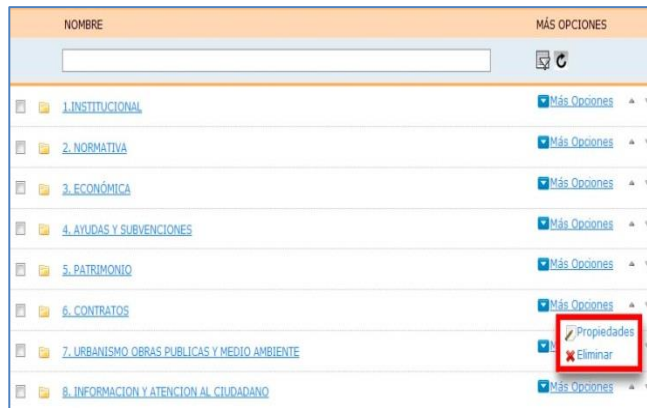 NOMBRE MÁS OPCIONES
1.INSTITUCIONAL Más Opciones
2. NORMATIVA Más Opciones
3. ECONÓMICA Más Opciones
4. AYUDAS Y SUBVENCIONES Más Opciones
5. PATRIMONIO Más Opciones
6. CONTRATOS Más Opciones
Propiedades
7. URBANISMO OBRAS PUBLICAS Y MEDIO AMBIENTE M
Eliminar
8. INFORMACION Y ATENCION AL CIUDADANO Más Opciones